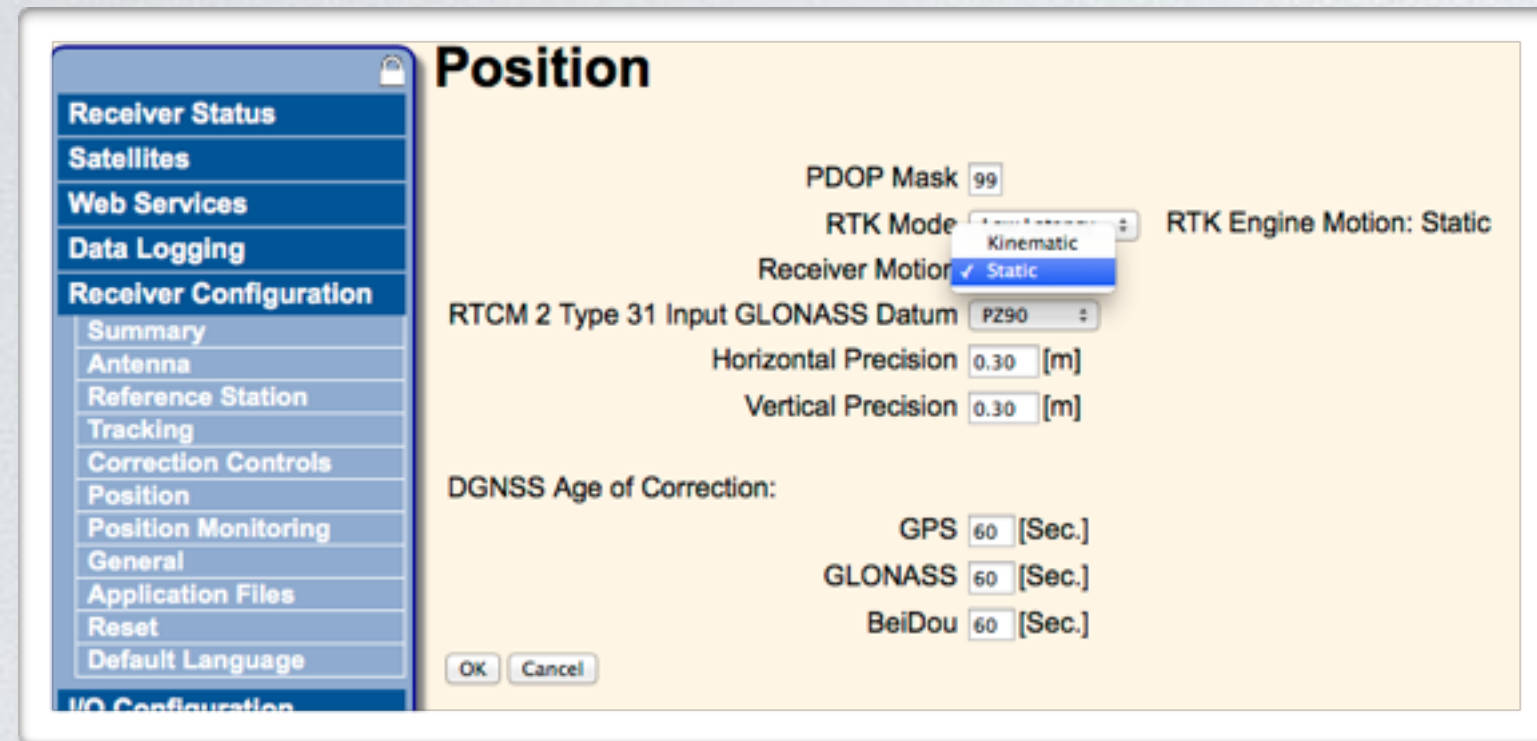 Position
Receiver Status
Satellites
Web Services
Data Logging
Receiver Configuration
Summary
Antenna
Reference Station
Tracking
Correction Controls
Position
Position Monitoring
General
Application Files
Reset
Default Language
I/O Configuration
PDOP Mask 99
RTK Mode Low Latency RTK Engine Motion: Static
Kinematic
Receiver Motion ✓ Static
RTCM 2 Type 31 Input GLONASS Datum PZ90
Horizontal Precision 0.30 [m]
Vertical Precision 0.30 [m]
DGNSS Age of Correction:
GPS 60 [Sec.]
GLONASS 60 [Sec.]
BeiDou 60 [Sec.]
OK Cancel